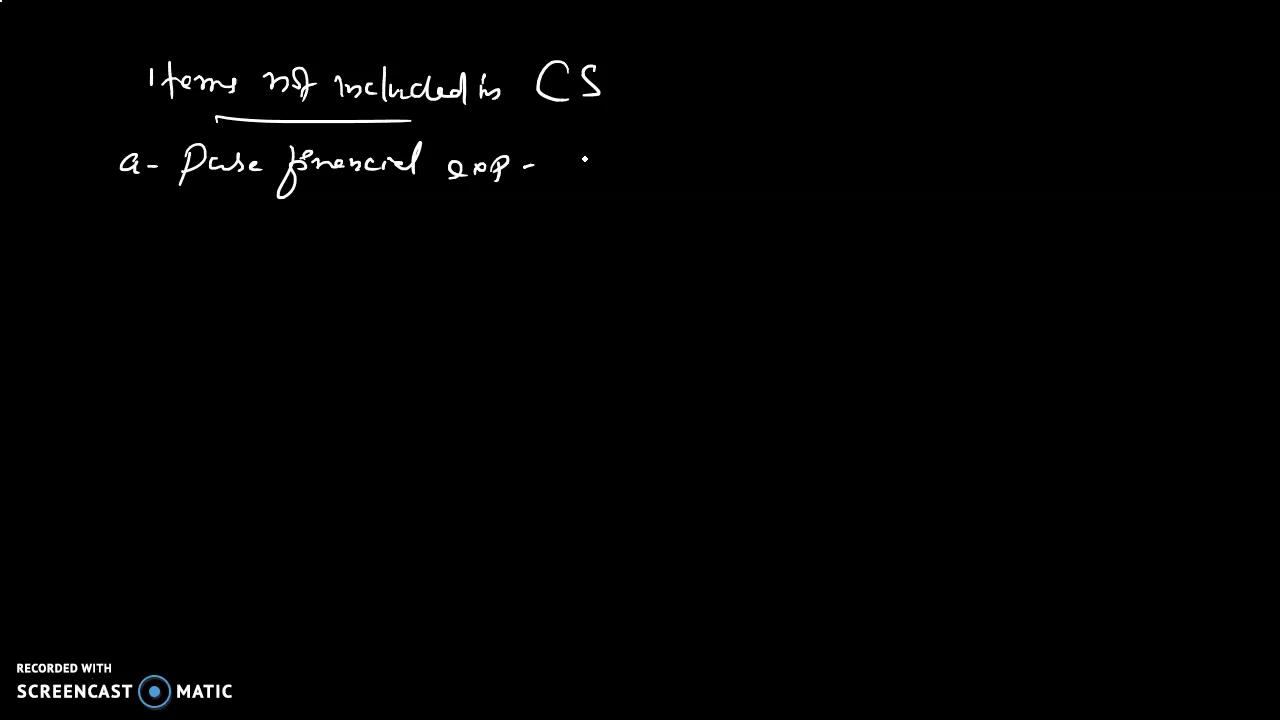 Items not included in CS
a- Pure financial exp -
RECORDED WITH
SCREENCAST MATIC